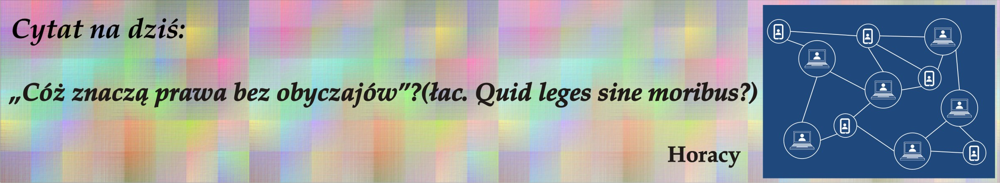 Cytat na dziś:
„Cóż znaczą prawa bez obyczajów”?(łac. Quid leges sine moribus?)
Horacy